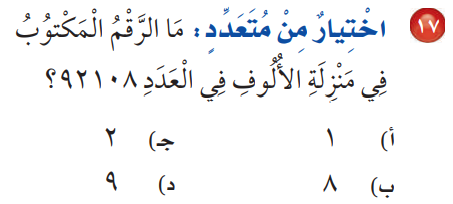 ١٧ اخْتِيارٌ مِنْ مُتَعَدِّدٍ: مَا الرَّقْمُ الْمَكْتُوبُ
فِي مَنْزِلَةِ الأُلُوفِ فِي الْعَدَدِ ٩٢١٠٨؟
أ) ١ جـ) ٢
ب) ٨ د) ٩